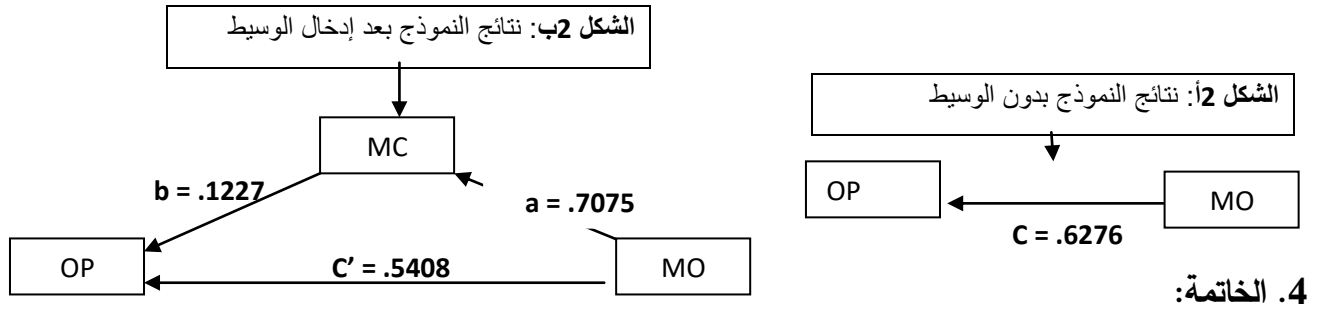 الشكل 2أ: نتائج النموذج بدون الوسيط
OP
MO
C = .6276
الشكل 2ب: نتائج النموذج بعد إدخال الوسيط
MC
b = .1227
a = .7075
OP
C’ = .5408
MO
4. الخاتمة: